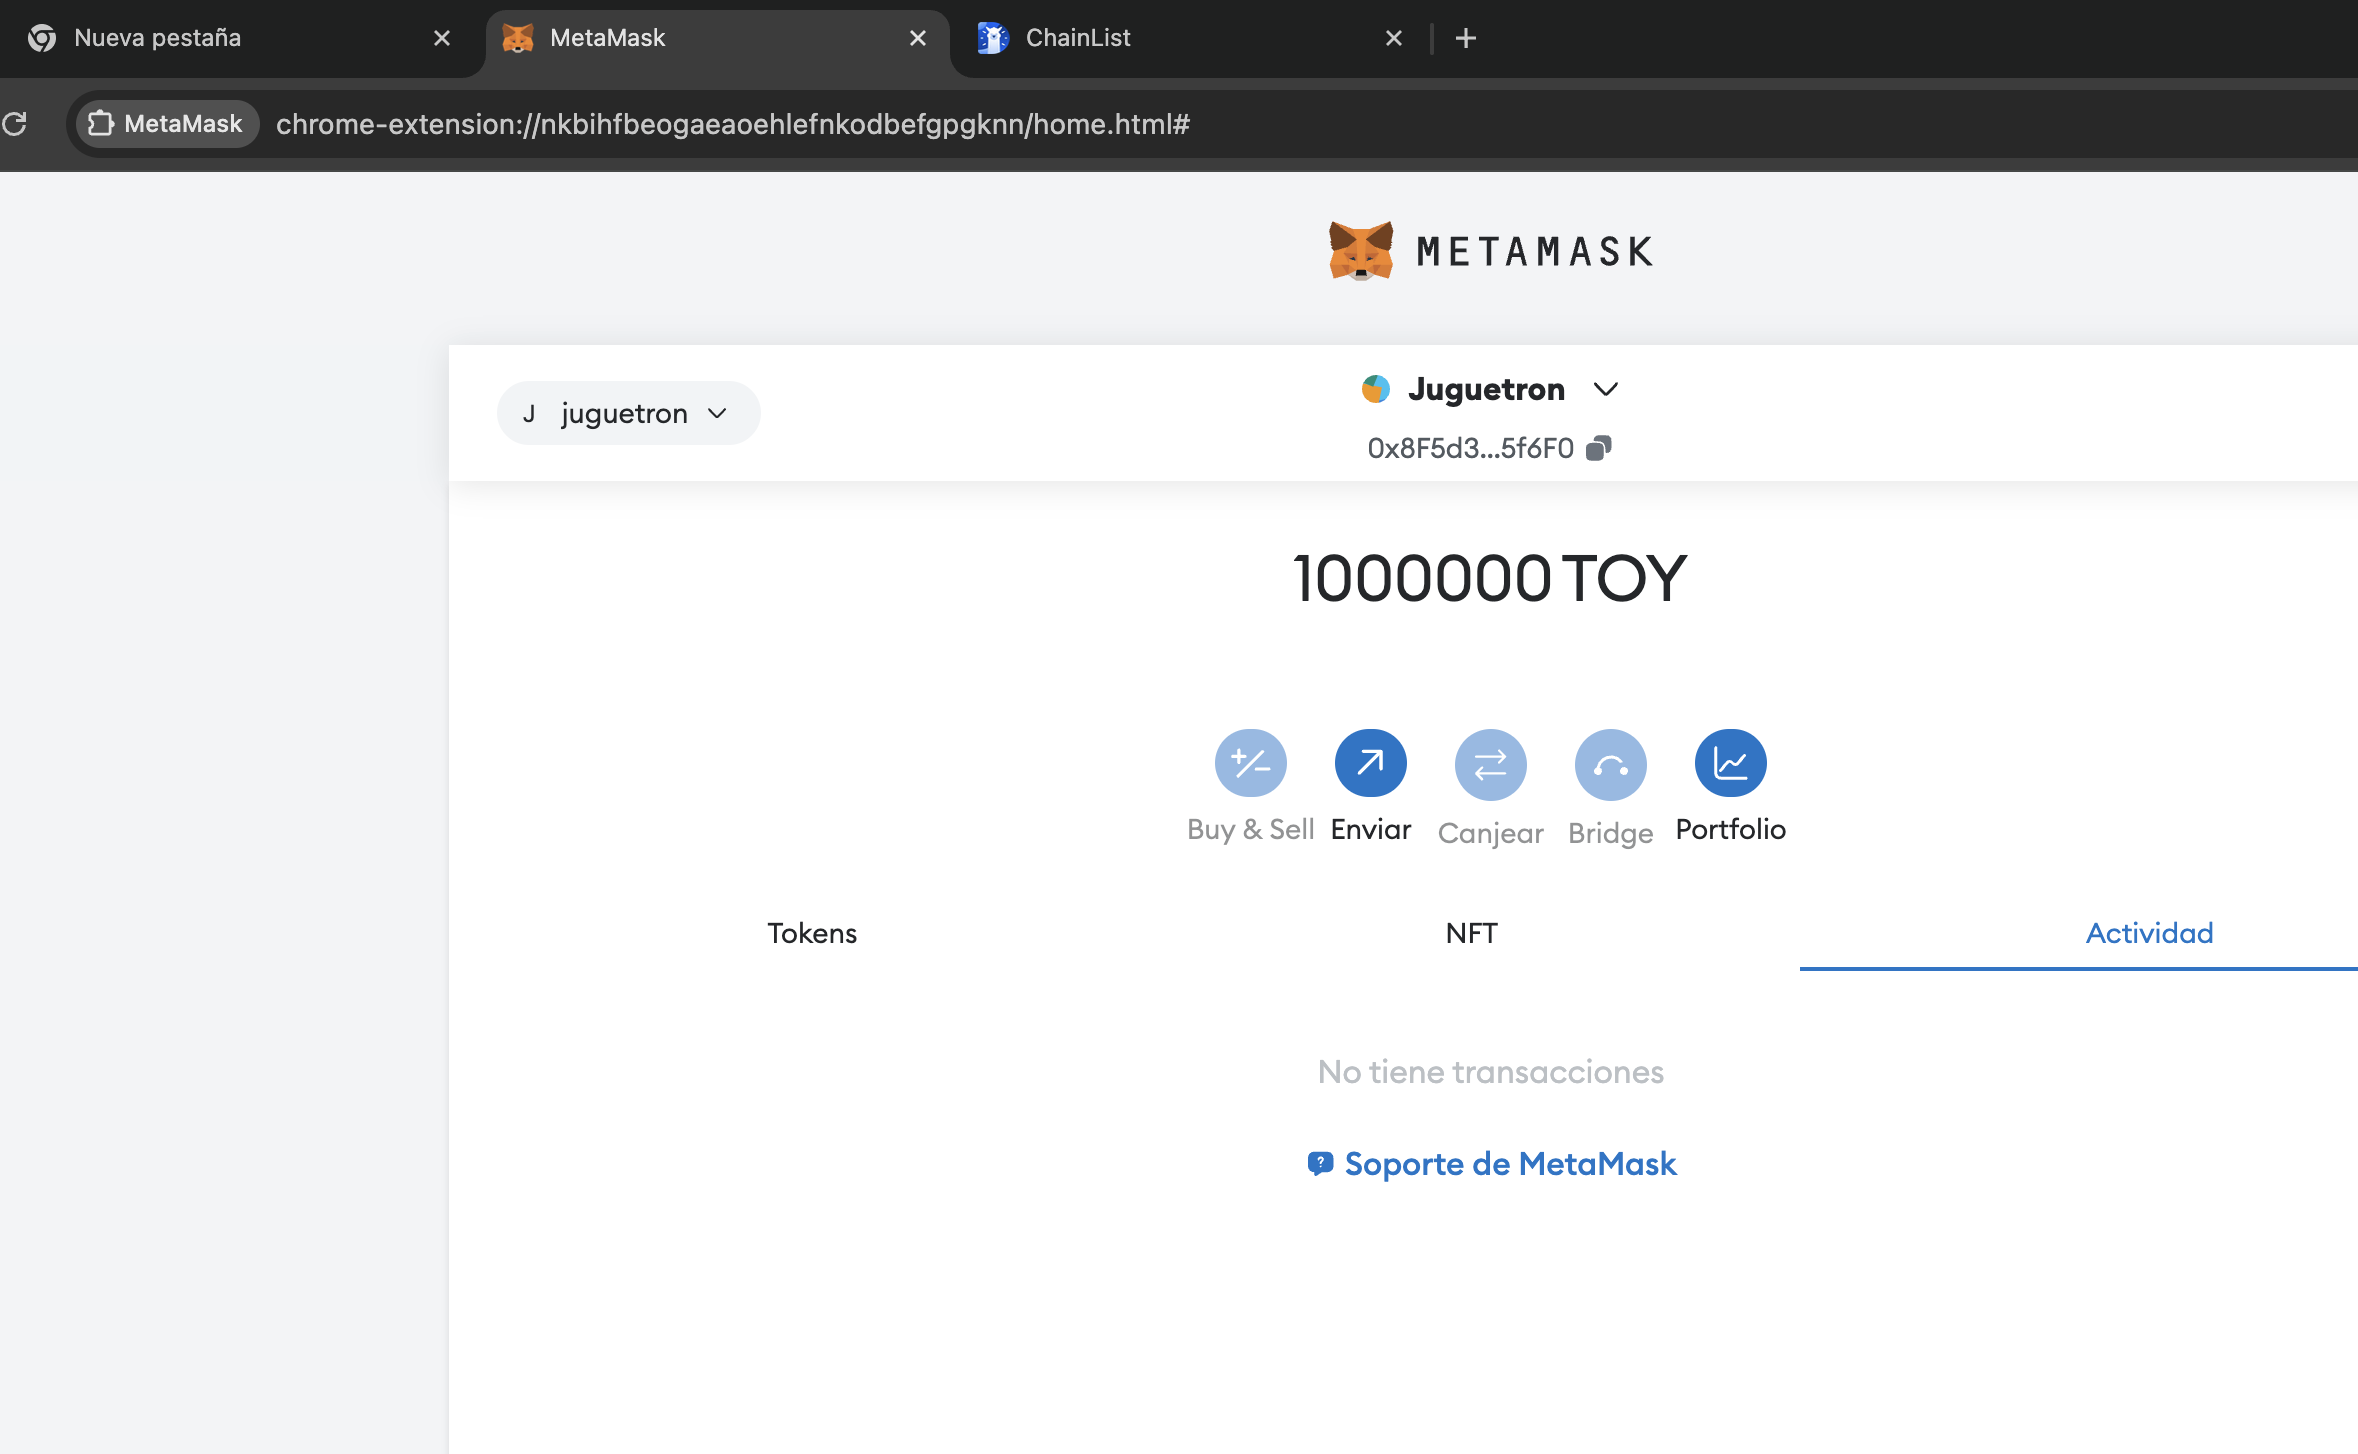 Nueva pestaña
MetaMask
ChainList
MetaMask
chrome-extension://nkbihfbeogaeaoehlefnkodbefgpgknn/home.html#
METAMASK
J juguetron
Juguetron
0x8F5d3...5f6F0
1000000 TOY
Buy & Sell
Enviar
Canjear
Bridge
Portfolio
Tokens
NFT
Actividad
No tiene transacciones
Soporte de MetaMask